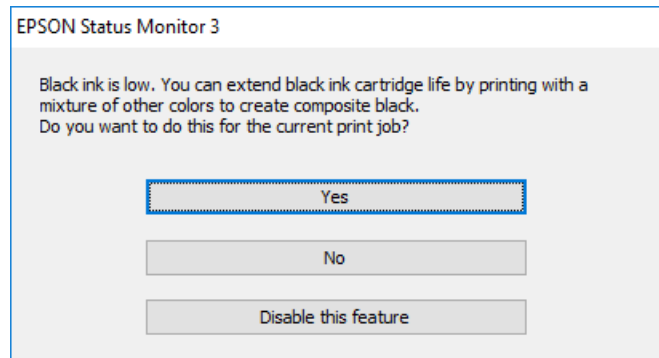 EPSON Status Monitor 3
Black ink is low. You can extend black ink cartridge life by printing with a
mixture of other colors to create composite black.
Do you want to do this for the current print job?
Yes
No
Disable this feature